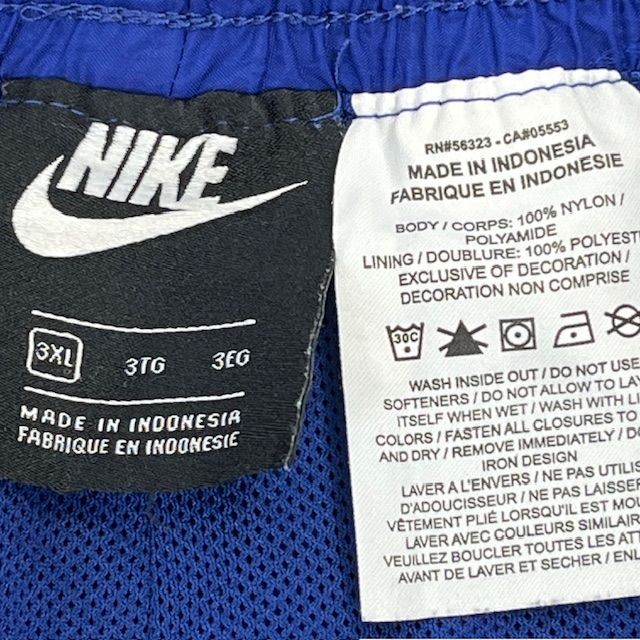 NIKE
3XL 3TG 3EG
MADE IN INDONESIA
FABRIQUE EN INDONESIE
RN#56323 - CA#05553
MADE IN INDONESIA
FABRIQUE EN INDONESIE
BODY / CORPS: 100% NYLON /
POLYAMIDE
LINING / DOUBLURE: 100% POLYEST
EXCLUSIVE OF DECORATION /
DECORATION NON COMPRISE
30C
WASH INSIDE OUT / DO NOT USE
SOFTENERS / DO NOT ALLOW TO LAY
ITSELF WHEN WET / WASH WITH LI
COLORS / FASTEN ALL CLOSURES TO
AND DRY / REMOVE IMMEDIATELY / DO
IRON DESIGN
LAVER A L'ENVERS / NE PAS UTILIS
D'ADOUCISSEUR / NE PAS LAISSER
VÊTEMENT PLIÉ LORSQU'IL EST MOUIL
LAVER AVEC COULEURS SIMILAIR
VEUILLEZ BOUCLER TOUTES LES ATT
AVANT DE LAVER ET SECHER / ENL